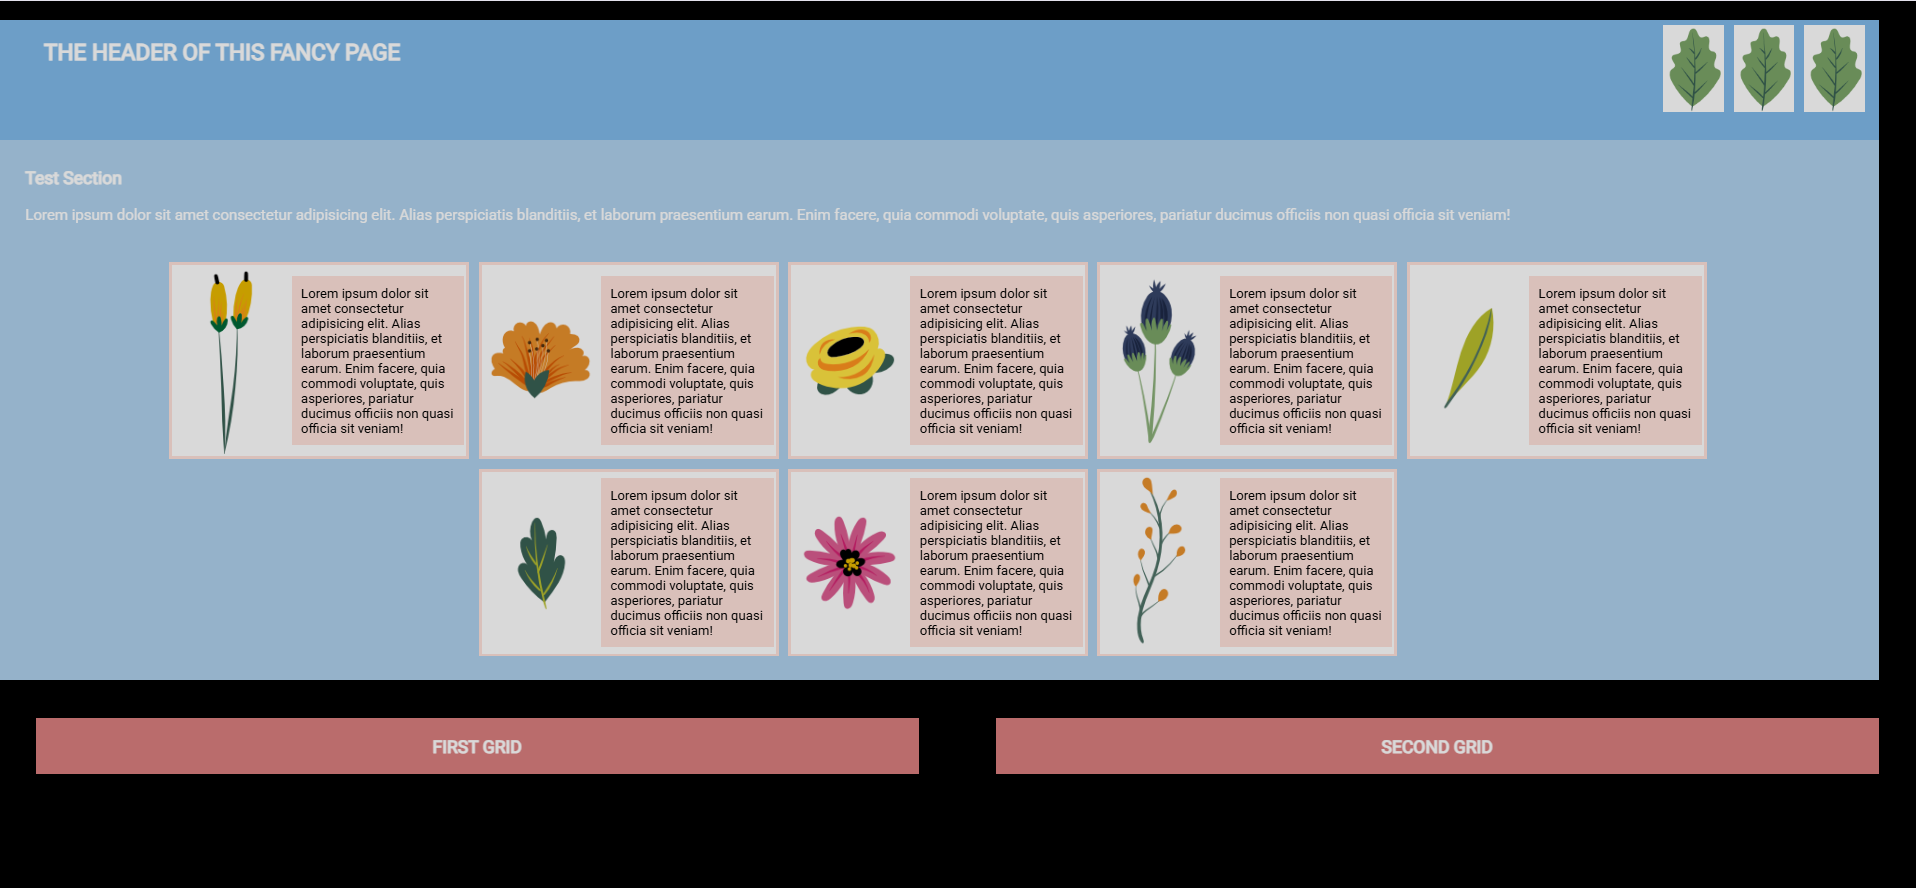 THE HEADER OF THIS FANCY PAGE
Test Section
Lorem ipsum dolor sit amet consectetur adipisicing elit. Alias perspiciatis blanditiis, et laborum praesentium earum. Enim facere, quia commodi voluptate, quis asperiores, pariatur ducimus officiis non quasi officia sit veniam!
Lorem ipsum dolor sit
amet consectetur
adipisicing elit. Alias
perspiciatis blanditiis, et
laborum praesentium
earum. Enim facere, quia
commodi voluptate, quis
asperiores, pariatur
ducimus officiis non quasi
officia sit veniam!
Lorem ipsum dolor sit
amet consectetur
adipisicing elit. Alias
perspiciatis blanditiis, et
laborum praesentium
earum. Enim facere, quia
commodi voluptate, quis
asperiores, pariatur
ducimus officiis non quasi
officia sit veniam!
Lorem ipsum dolor sit
amet consectetur
adipisicing elit. Alias
perspiciatis blanditiis, et
laborum praesentium
earum. Enim facere, quia
commodi voluptate, quis
asperiores, pariatur
ducimus officiis non quasi
officia sit veniam!
Lorem ipsum dolor sit
amet consectetur
adipisicing elit. Alias
perspiciatis blanditiis, et
laborum praesentium
earum. Enim facere, quia
commodi voluptate, quis
asperiores, pariatur
ducimus officiis non quasi
officia sit veniam!
Lorem ipsum dolor sit
amet consectetur
adipisicing elit. Alias
perspiciatis blanditiis, et
laborum praesentium
earum. Enim facere, quia
commodi voluptate, quis
asperiores, pariatur
ducimus officiis non quasi
officia sit veniam!
Lorem ipsum dolor sit
amet consectetur
adipisicing elit. Alias
perspiciatis blanditiis, et
laborum praesentium
earum. Enim facere, quia
commodi voluptate, quis
asperiores, pariatur
ducimus officiis non quasi
officia sit veniam!
Lorem ipsum dolor sit
amet consectetur
adipisicing elit. Alias
perspiciatis blanditiis, et
laborum praesentium
earum. Enim facere, quia
commodi voluptate, quis
asperiores, pariatur
ducimus officiis non quasi
officia sit veniam!
Lorem ipsum dolor sit
amet consectetur
adipisicing elit. Alias
perspiciatis blanditiis, et
laborum praesentium
earum. Enim facere, quia
commodi voluptate, quis
asperiores, pariatur
ducimus officiis non quasi
officia sit veniam!
FIRST GRID
SECOND GRID